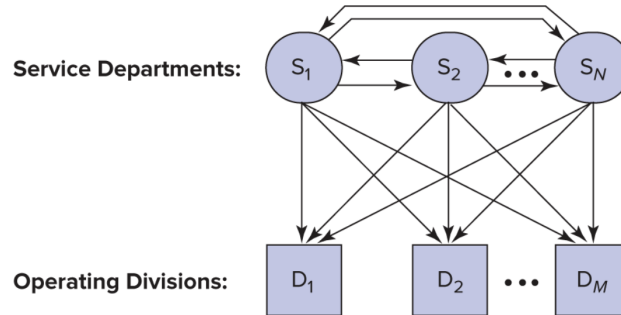 Service Departments: S1 S2 ••• SN
Operating Divisions: D1 D2 ••• DM